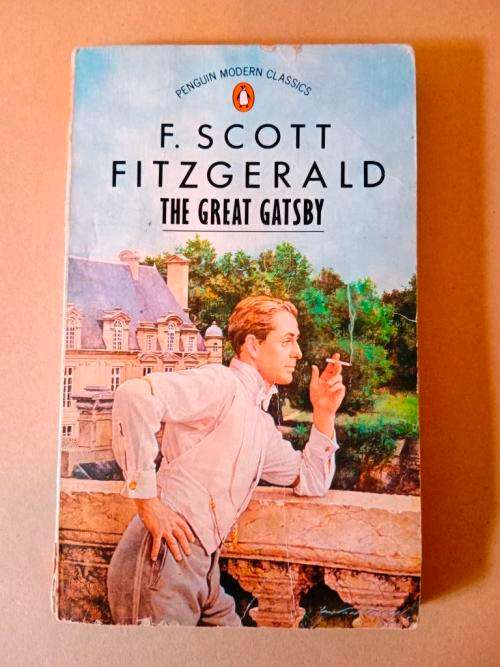 PENGUIN MODERN CLASSICS
F. SCOTT
FITZGERALD
THE GREAT GATSBY